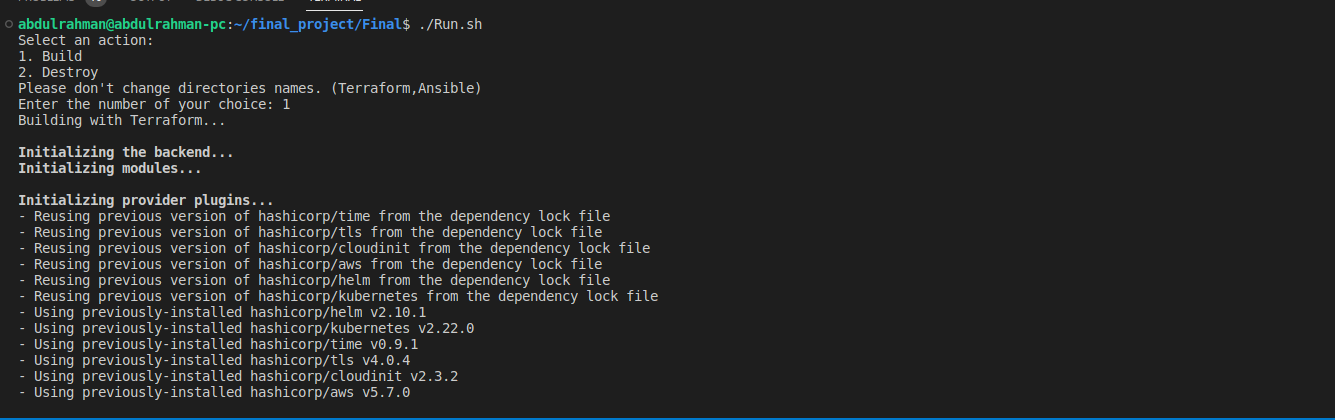 TERMINAL
abdulrahman@abdulrahman-pc:~/final_project/Final$ ./Run.sh
Select an action:
1. Build
2. Destroy
Please don't change directories names. (Terraform,Ansible)
Enter the number of your choice: 1
Building with Terraform...
Initializing the backend...
Initializing modules...
Initializing provider plugins...
- Reusing previous version of hashicorp/time from the dependency lock file
- Reusing previous version of hashicorp/tls from the dependency lock file
- Reusing previous version of hashicorp/cloudinit from the dependency lock file
- Reusing previous version of hashicorp/aws from the dependency lock file
- Reusing previous version of hashicorp/helm from the dependency lock file
- Reusing previous version of hashicorp/kubernetes from the dependency lock file
- Using previously-installed hashicorp/helm v2.10.1
- Using previously-installed hashicorp/kubernetes v2.22.0
- Using previously-installed hashicorp/time v0.9.1
- Using previously-installed hashicorp/tls v4.0.4
- Using previously-installed hashicorp/cloudinit v2.3.2
- Using previously-installed hashicorp/aws v5.7.0